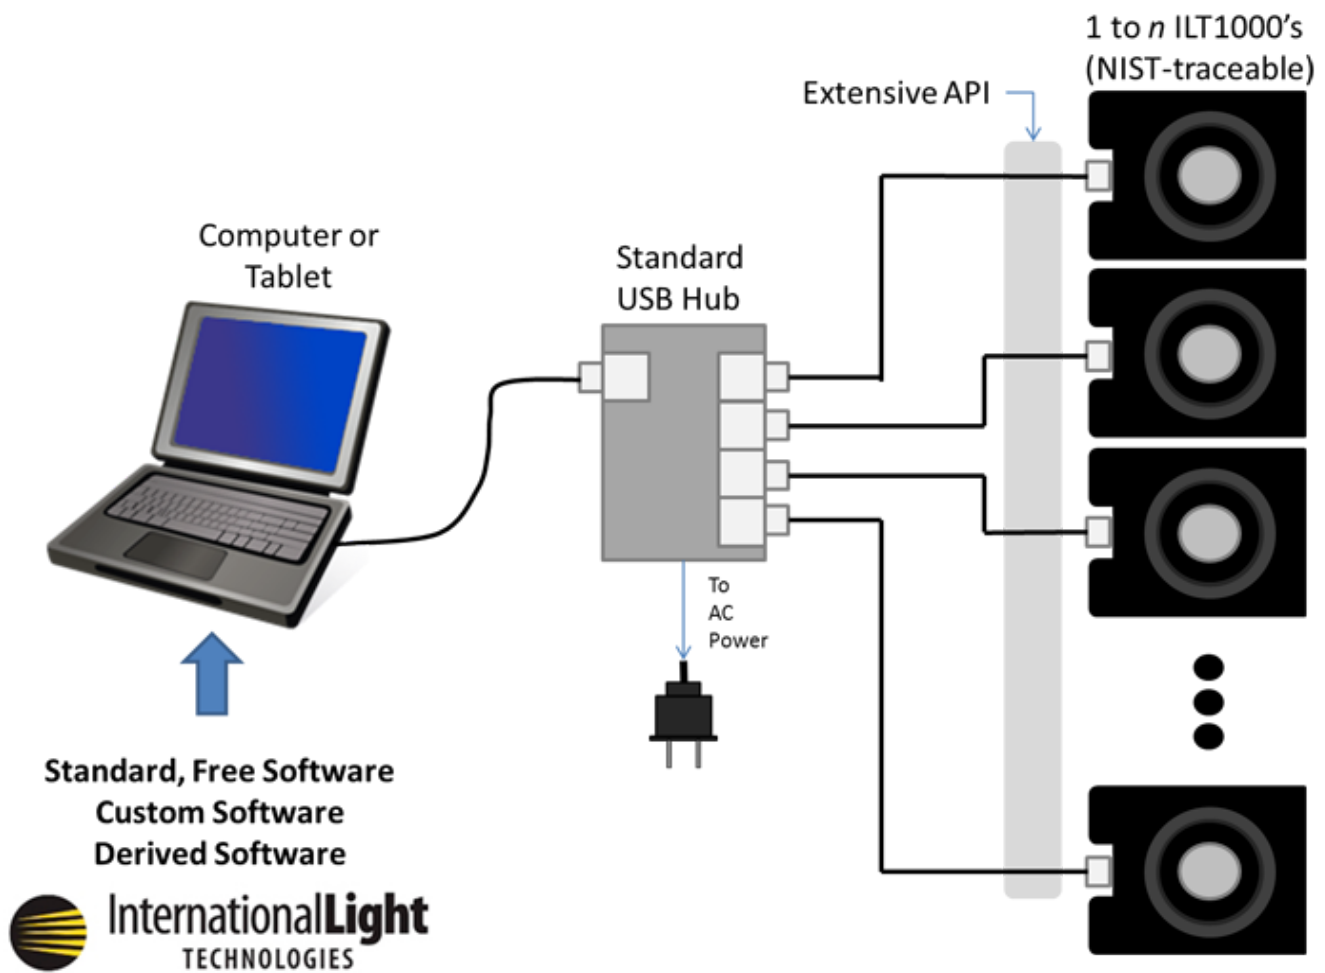 1 to n ILT1000’s
(NIST-traceable)
Extensive API
Computer or
Tablet
Standard
USB Hub
To
AC
Power
Standard, Free Software
Custom Software
Derived Software
InternationalLight
TECHNOLOGIES